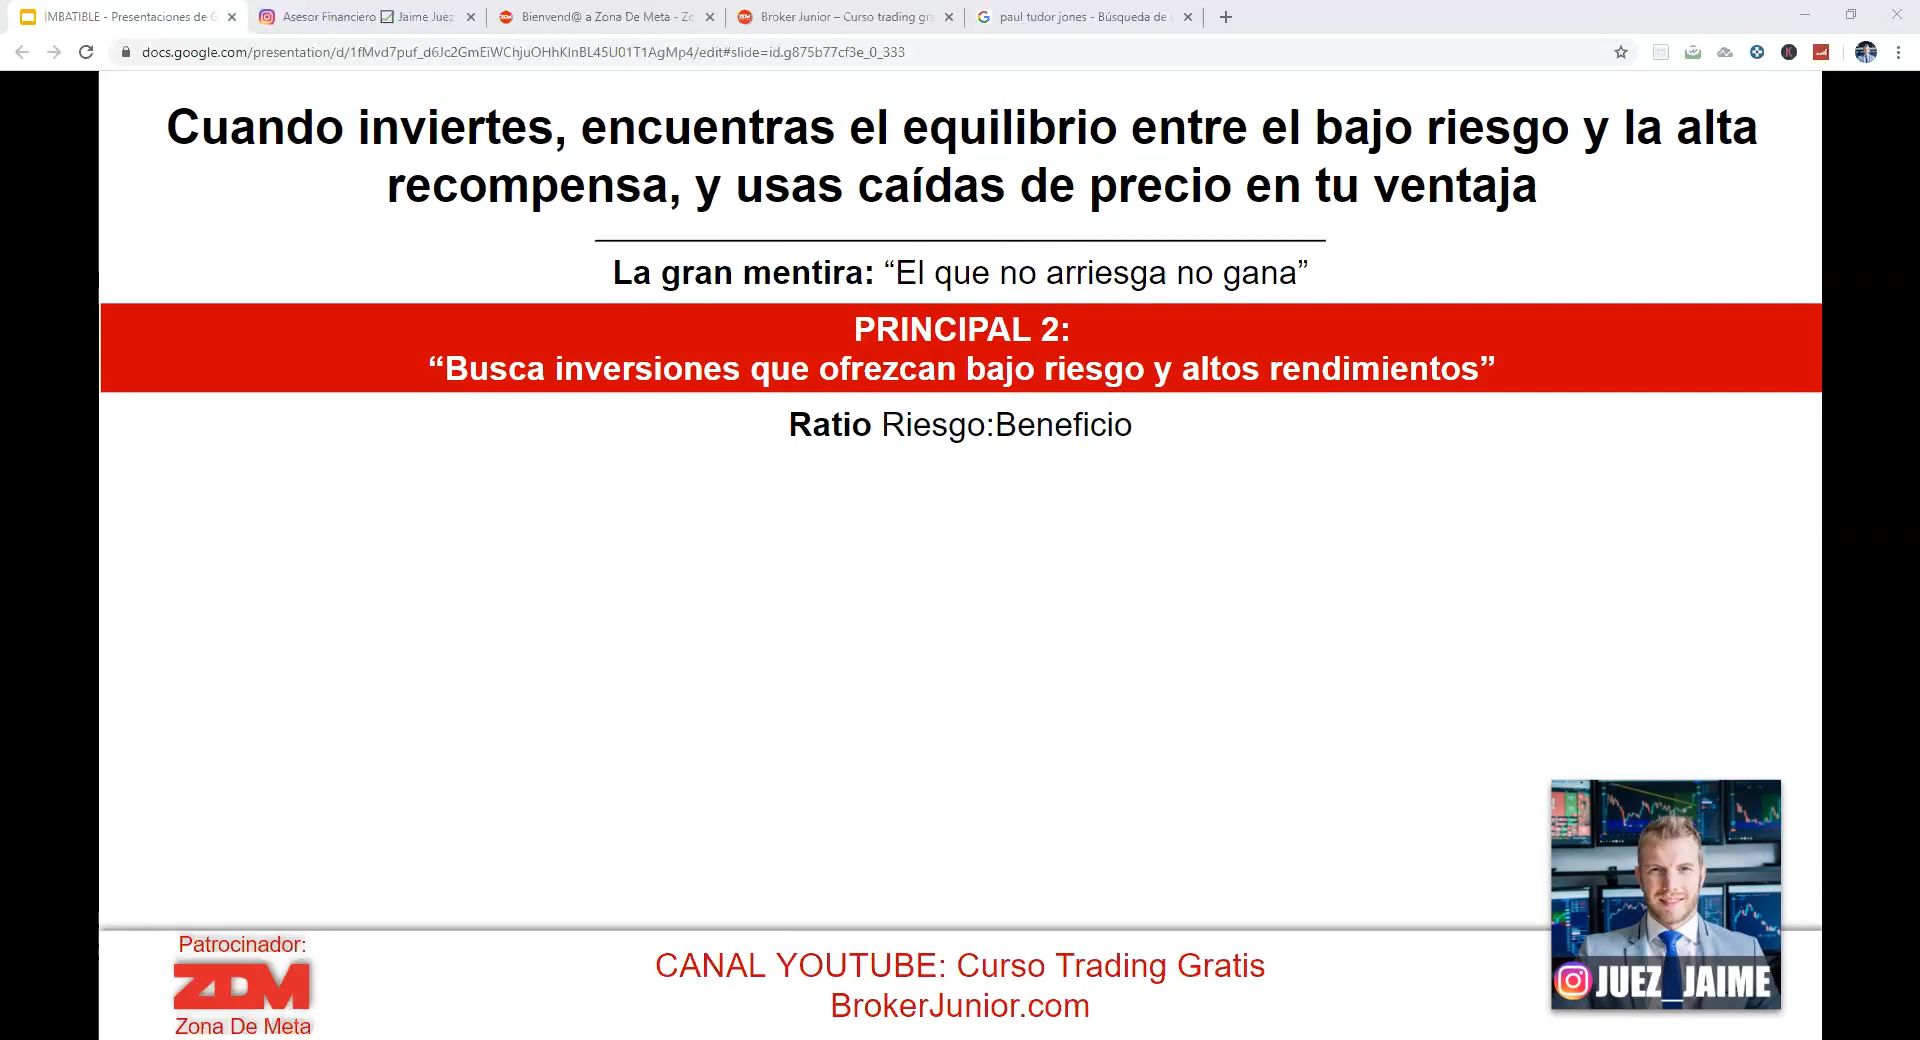 IMBATIBLE - Presentaciones de G
Asesor Financiero
Jaime Juez
Bienvend@ a Zona De Meta - Zo
Broker Junior – Curso trading gra
paul tudor jones - Búsqueda de
docs.google.com/presentation/d/1fMvd7puf_d6Jc2GmEiWChjuOHhKlnBL45U01T1AgMp4/edit#slide=id.g875b77cf3e_0_333
Cuando inviertes, encuentras el equilibrio entre el bajo riesgo y la alta
recompensa, y usas caídas de precio en tu ventaja
La gran mentira: “El que no arriesga no gana”
PRINCIPAL 2:
“Busca inversiones que ofrezcan bajo riesgo y altos rendimientos”
Ratio Riesgo:Beneficio
Patrocinador:
ZDM
Zona De Meta
CANAL YOUTUBE: Curso Trading Gratis
BrokerJunior.com
JUEZ_JAIME